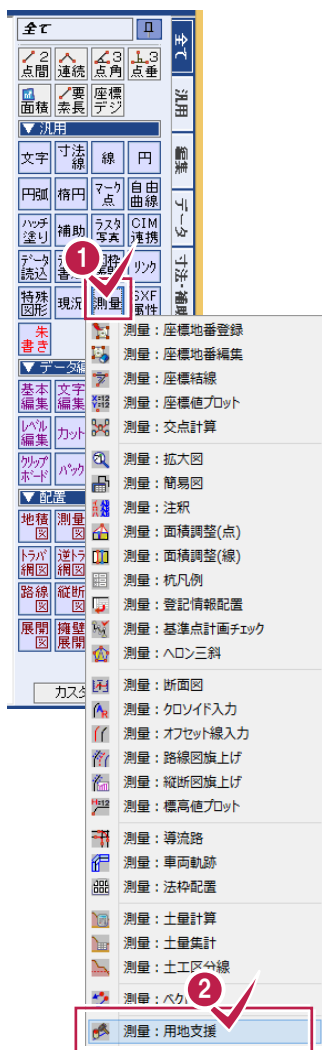 全て
2点間 連続 3点角 3点垂
面積 要素長 座標デジ
▼ 汎用
文字 寸法線 線 円
円弧 楕円 マーク点 自由曲線
ハッチ塗り 補助 ラスタ写真 CIM連携
データ読込 リンク
特殊図形 現況 測量 SXF属性
朱書き
▼ データ編
基本編集 文字編集
レベル編集 カット
クリップボード パック
▼ 配置
地積図 測量図
トラバ網図 逆トラ網図
路線図 縦断図
展開図 擁壁展開
カスタ
全て
汎用
編集
データ
寸法・補助
1
測量：座標地番登録
測量：座標地番編集
測量：座標結線
測量：座標値プロット
測量：交点計算
測量：拡大図
測量：簡易図
測量：注釈
測量：面積調整(点)
測量：面積調整(線)
測量：杭凡例
測量：登記情報配置
測量：基準点計画チェック
測量：ヘロン三斜
測量：断面図
測量：クロソイド入力
測量：オフセット線入力
測量：路線図旗上げ
測量：縦断図旗上げ
測量：標高値プロット
測量：導流路
測量：車両軌跡
測量：法枠配置
測量：土量計算
測量：土量集計
測量：土工区分線
測量：ベクト
2
測量：用地支援